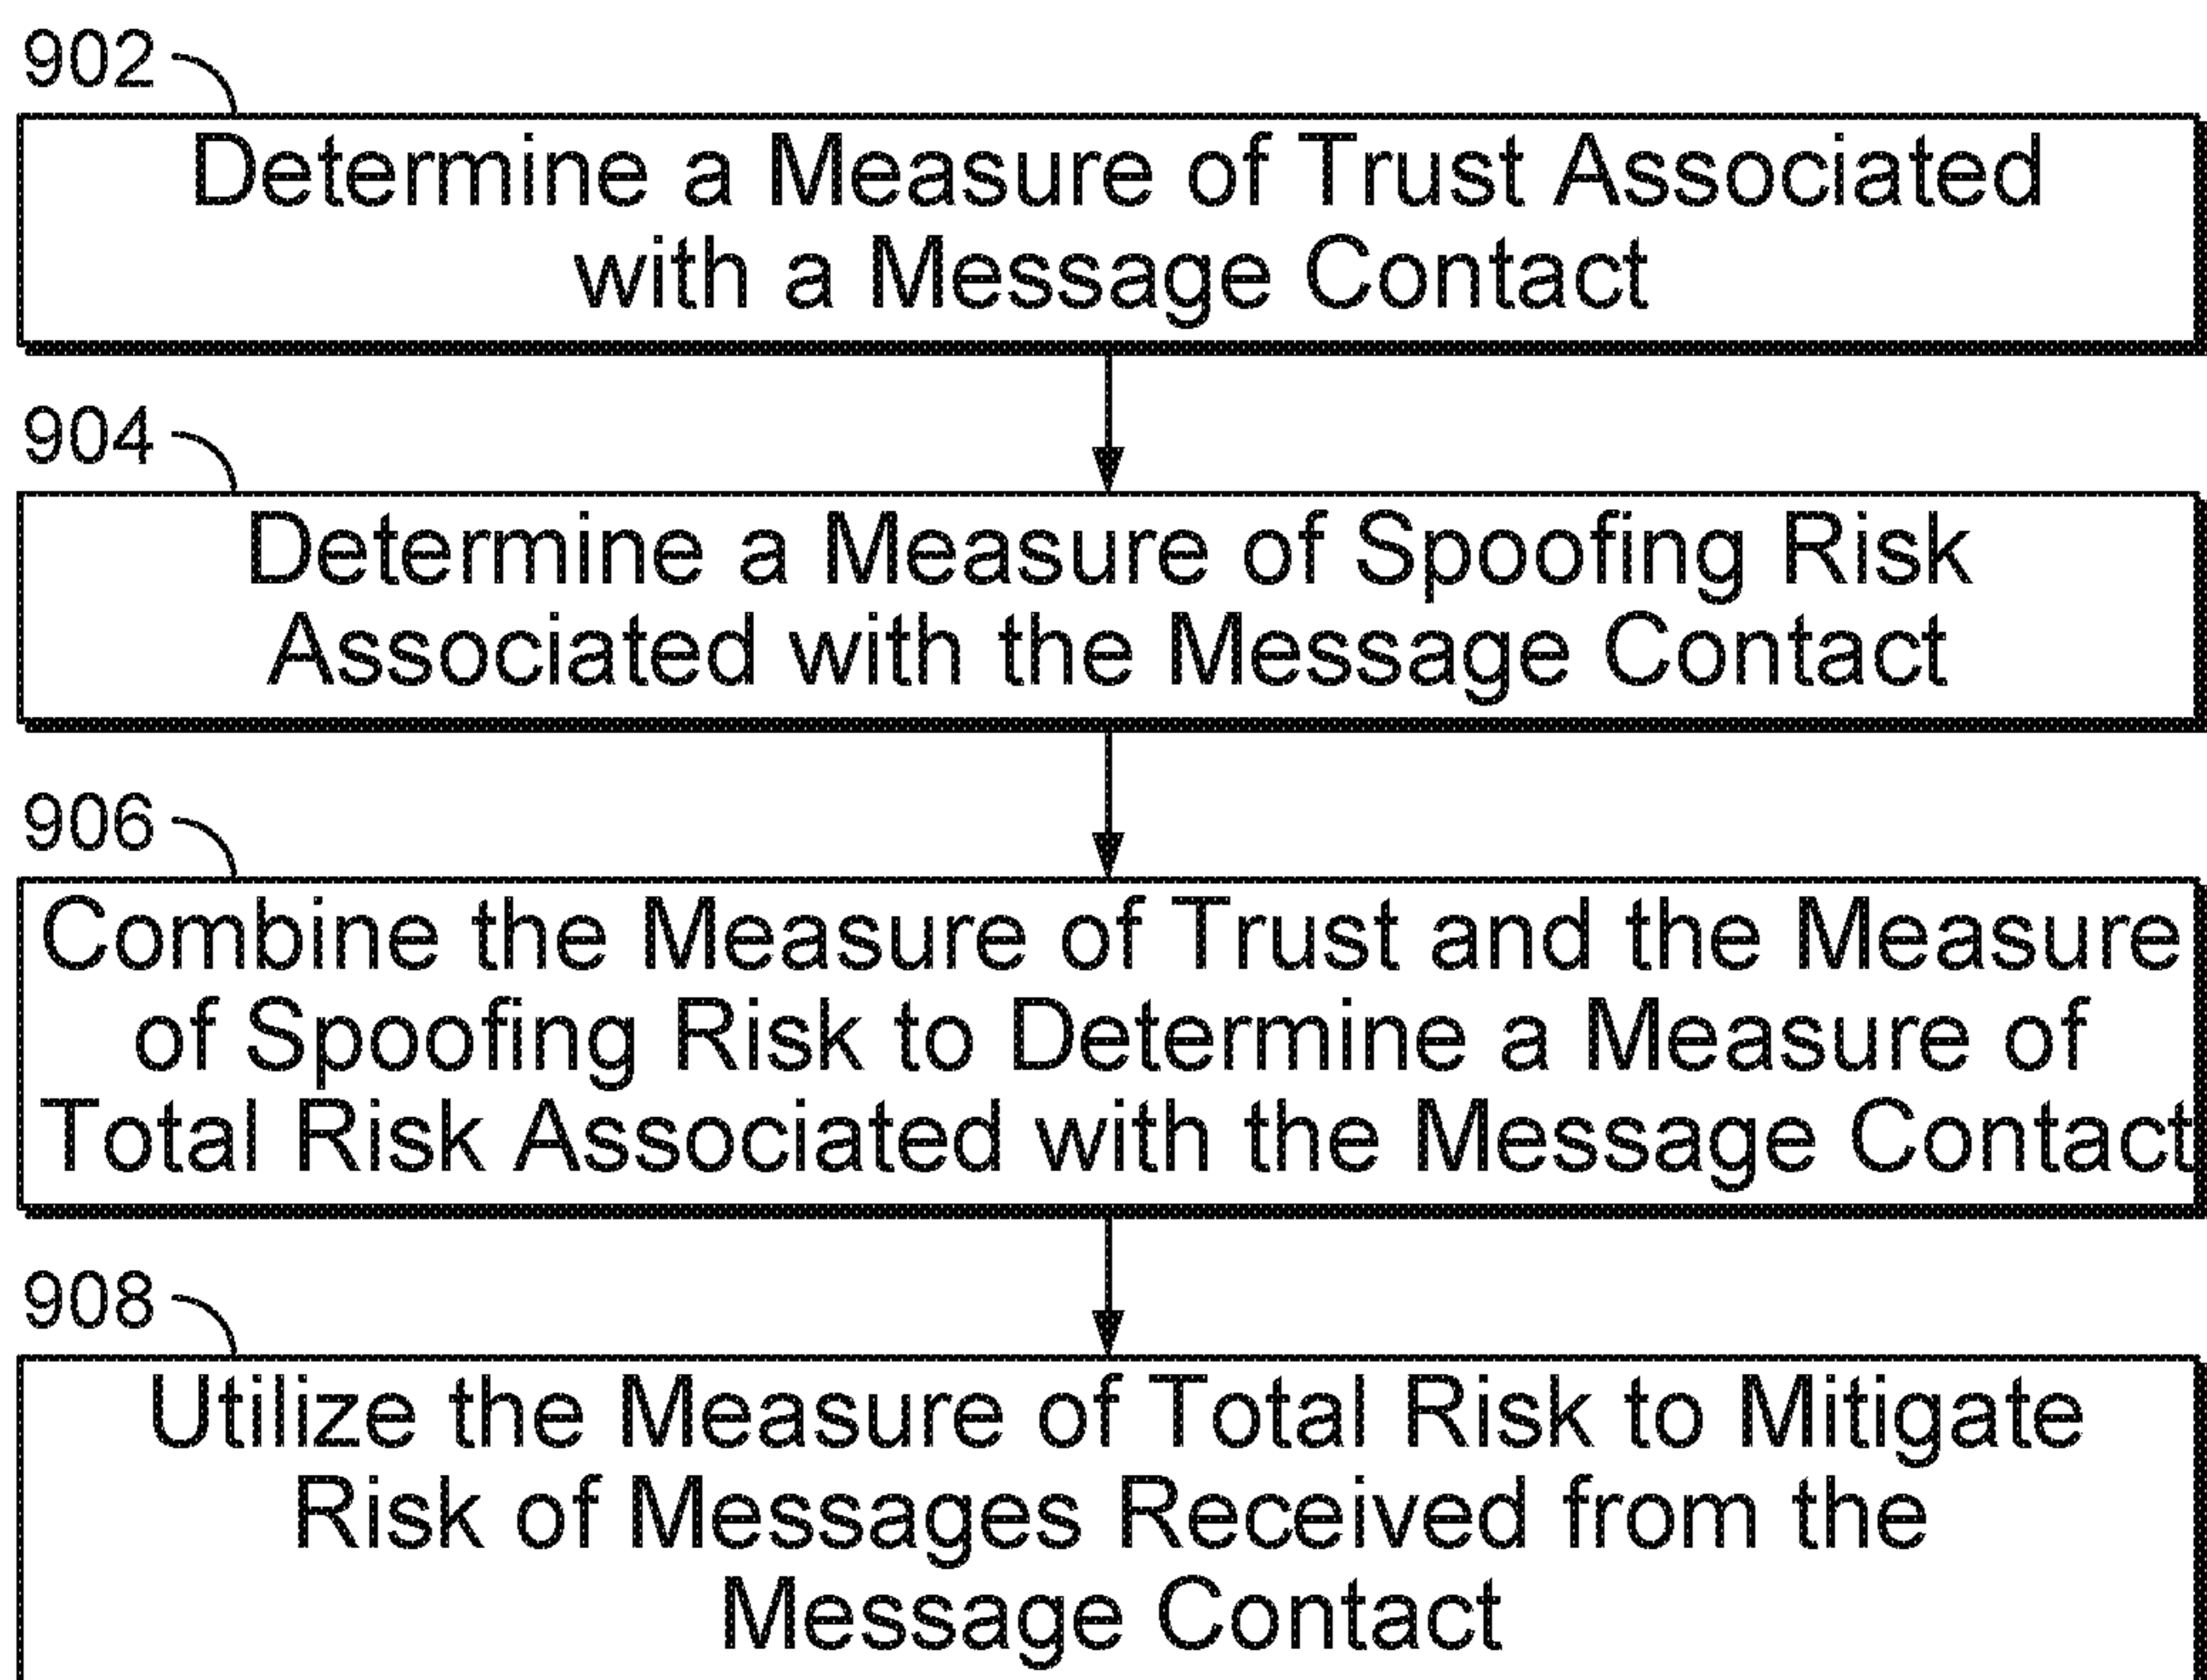 902
Determine a Measure of Trust Associated
with a Message Contact
904
Determine a Measure of Spoofing Risk
Associated with the Message Contact
906
Combine the Measure of Trust and the Measure
of Spoofing Risk to Determine a Measure of
Total Risk Associated with the Message Contact
908
Utilize the Measure of Total Risk to Mitigate
Risk of Messages Received from the
Message Contact